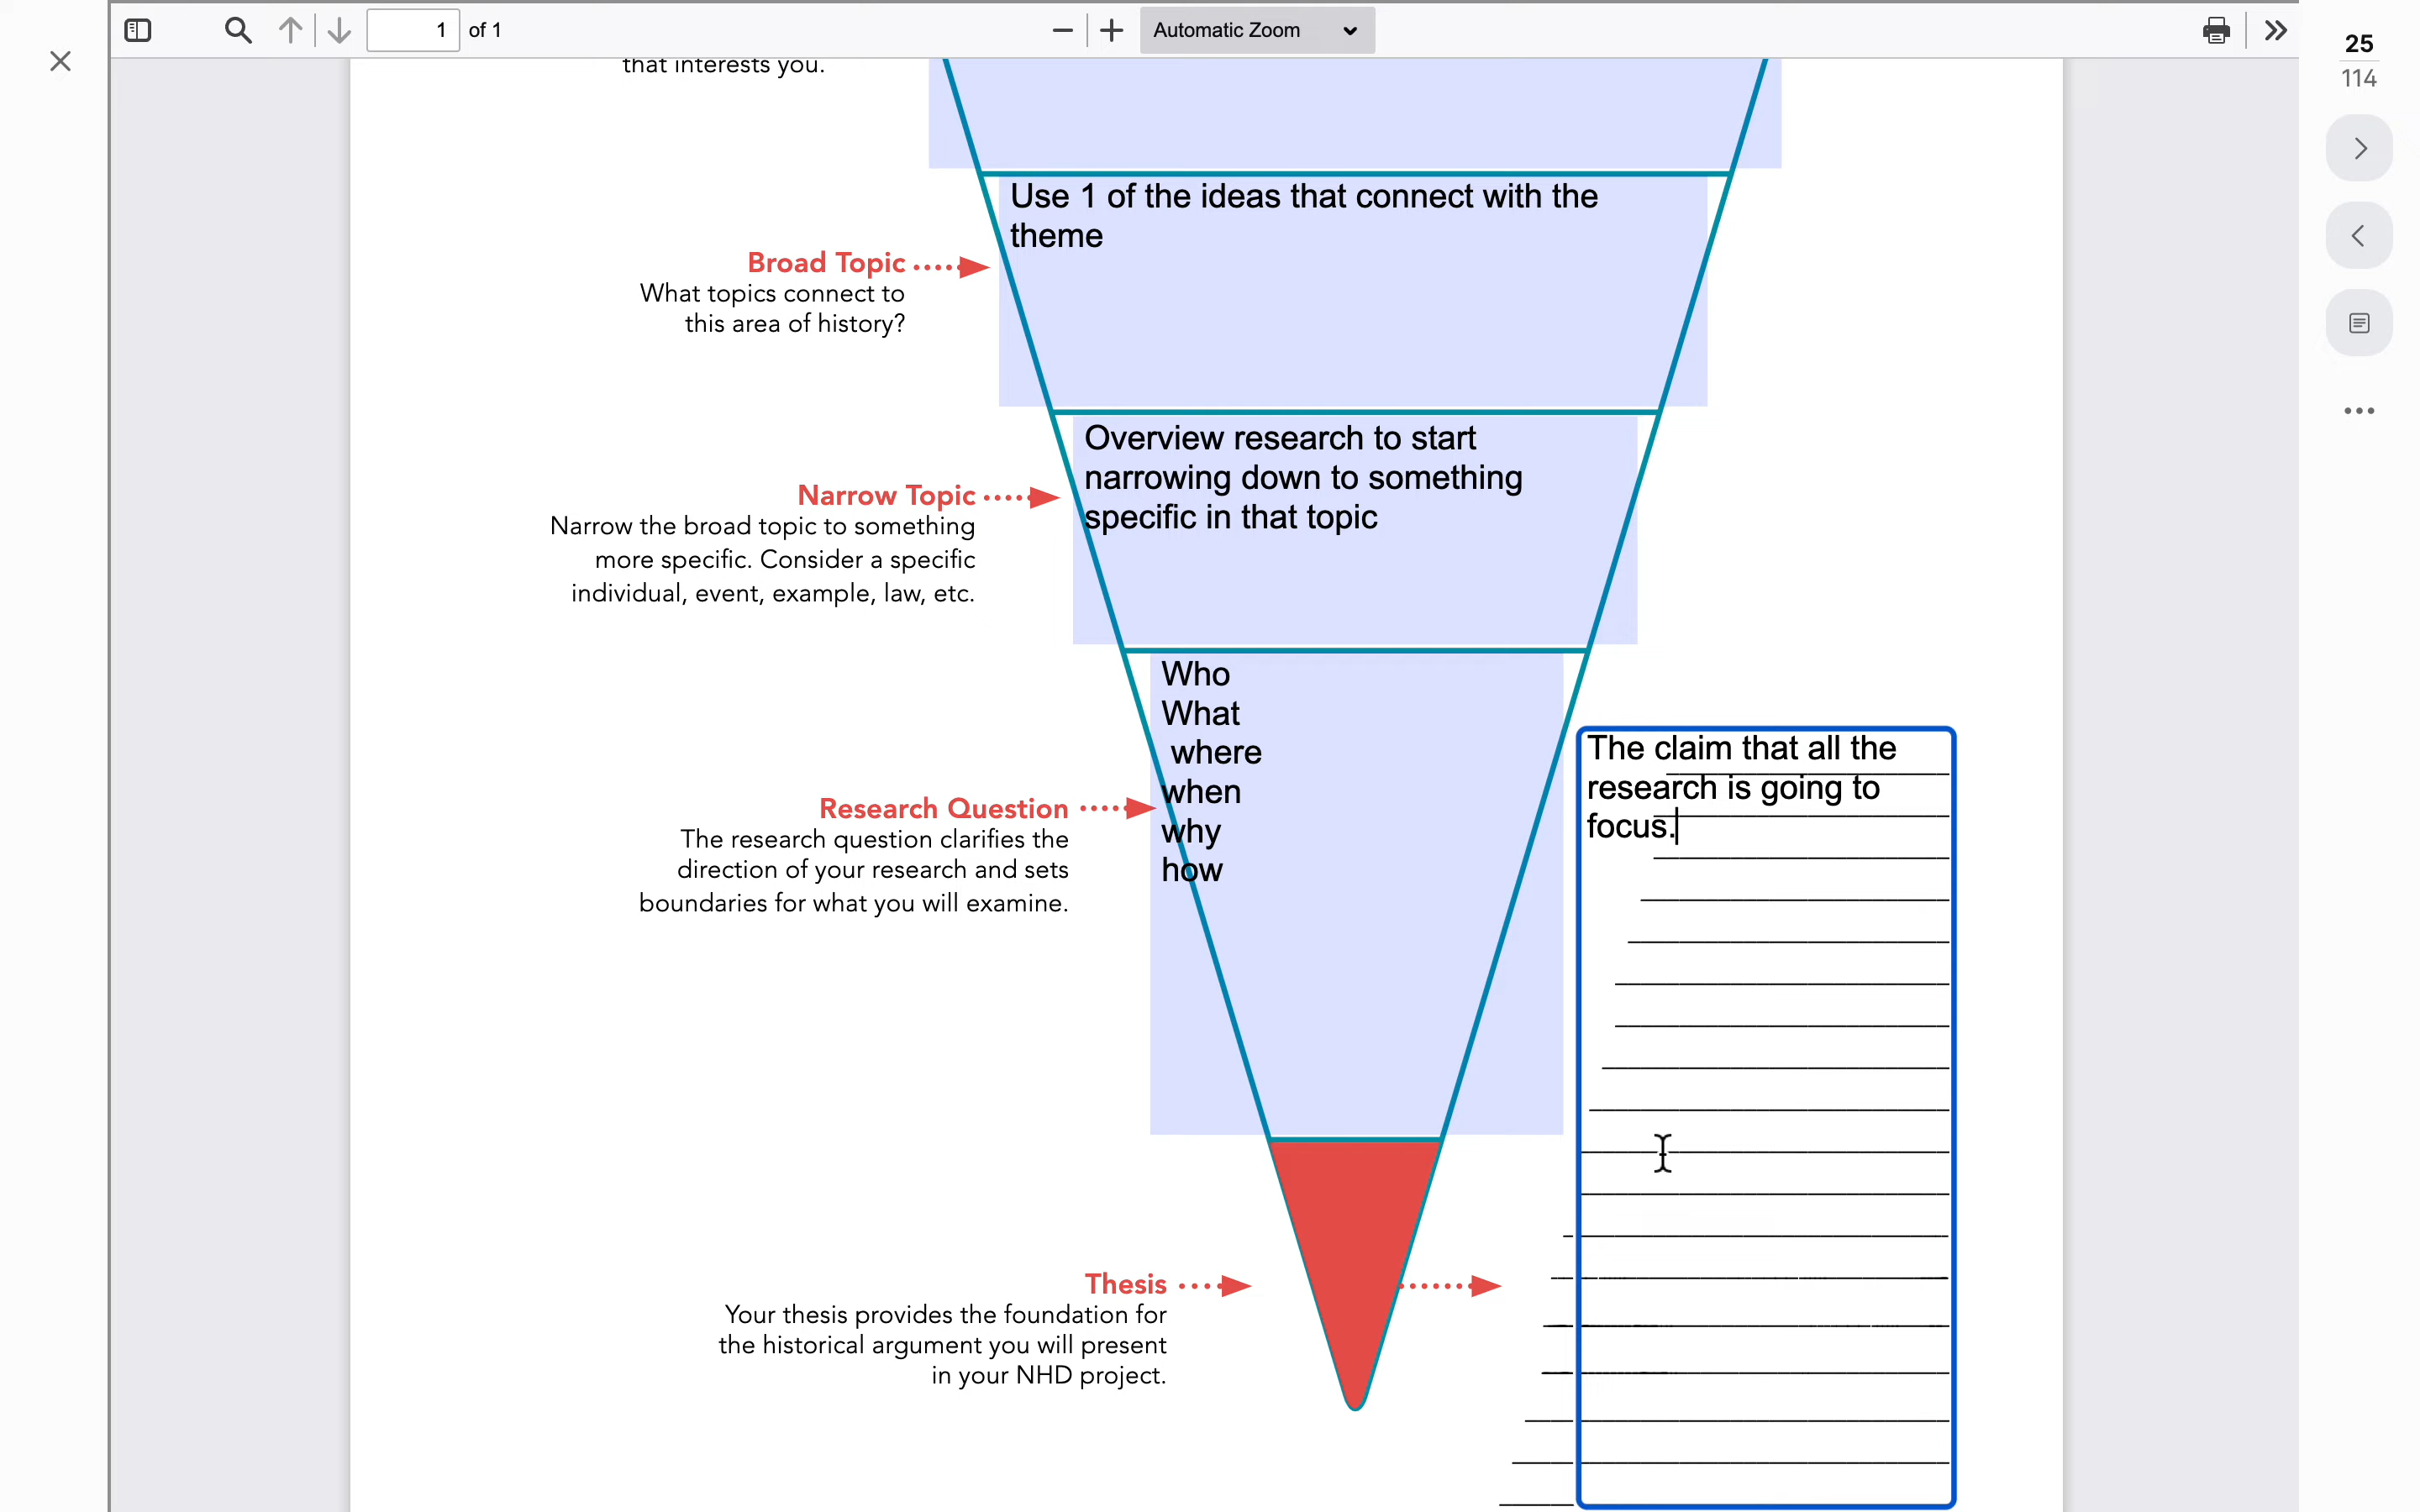 1 of 1
Automatic Zoom
25
114
that interests you.
Use 1 of the ideas that connect with the
theme
Broad Topic
What topics connect to
this area of history?
Overview research to start
narrowing down to something
specific in that topic
Narrow Topic
Narrow the broad topic to something
more specific. Consider a specific
individual, event, example, law, etc.
Who
What
where
when
why
how
Research Question
The research question clarifies the
direction of your research and sets
boundaries for what you will examine.
The claim that all the
research is going to
focus.
Thesis
Your thesis provides the foundation for
the historical argument you will present
in your NHD project.